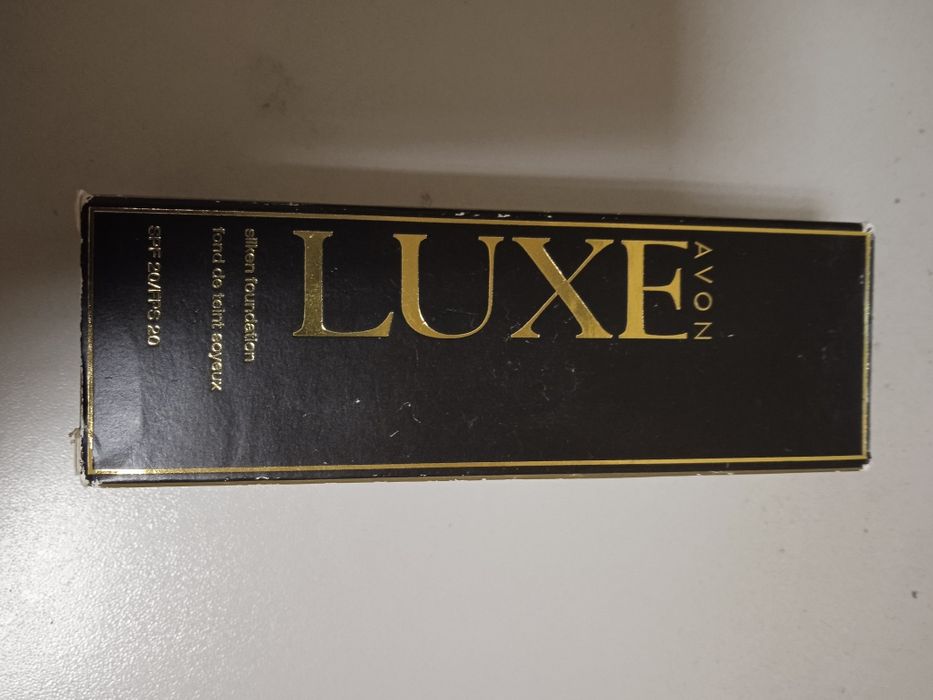 AVON
LUXE
silken foundation
fond de teint soyeux
SPF 20/FPS 20